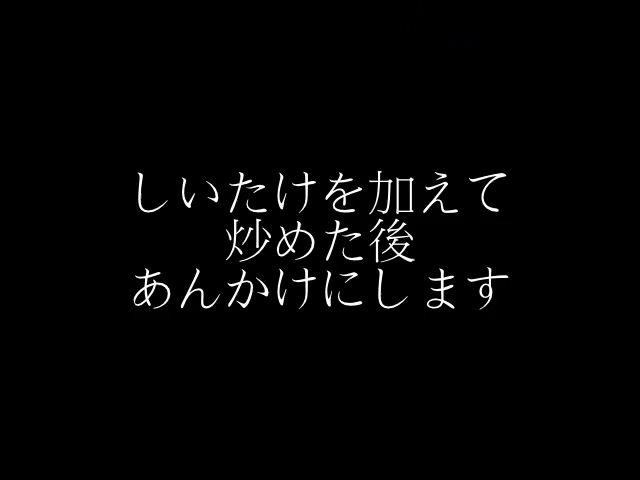 しいたけを加えて
炒めた後
あんかけにします